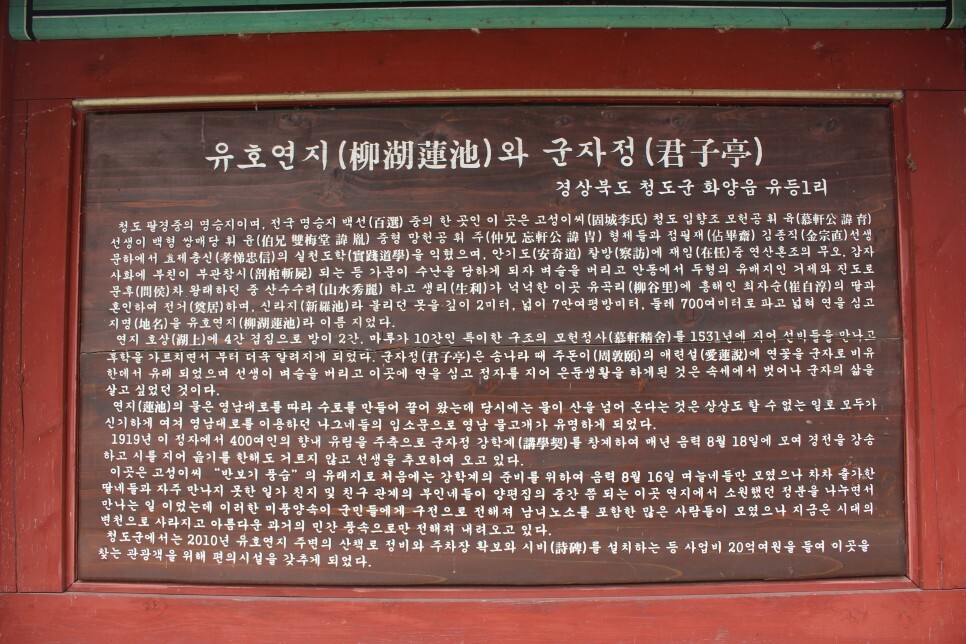 유호연지(柳湖蓮池)와 군자정(君子亭)
경상북도 청도군 화양읍 유등1리
청도 팔경중의 명승지이며, 전국 명승지 백선(百選) 중의 한 곳인 이 곳은 고성이씨(固城李氏) 청도 입향조 모헌공 휘 육(慕軒公 諱 育)
선생이 백형 쌍매당 휘 윤(伯兄 雙梅堂 諱 胤) 중형 망헌공 휘 주(仲兄 忘軒公 諱 冑) 형제들과 점필재(佔畢齋) 김종직(金宗直)선생
문하에서 효제충신(孝悌忠信)의 실천도학(實踐道學)을 익혔으며, 안기도(安奇道) 찰방(察訪)에 재임(在任)중 연산혼조의 무오, 갑자
사화에 부친이 부관참시(剖棺斬屍) 되는 등 가문이 수난을 당하게 되자 벼슬을 버리고 안동에서 두형의 유배지인 거제와 진도로
문후(問侯)차 왕래하던 중 산수수려(山水秀麗) 하고 생리(生利)가 넉넉한 이곳 유곡리(柳谷里)에 흥해인 최자순(崔自淳)의 딸과
혼인하여 전거(奠居)하며, 신라지(新羅池)라 불리던 못을 깊이 2미터, 넓이 7만여평방미터, 둘레 700여미터로 파고 넓혀 연을 심고
지명(地名)을 유호연지(柳湖蓮池)라 이름 지었다.
연지 호상(湖上)에 4간 겹집으로 방이 2간, 마루가 10간인 특이한 구조의 모헌정사(慕軒精舍)를 1531년에 지어 선비들을 만나고
후학을 가르치면서 부터 더욱 알려지게 되었다. 군자정(君子亭)은 송나라 때 주돈이(周敦頤)의 애련설(愛蓮說)에 연꽃을 군자로 비유
한데서 유래 되었으며 선생이 벼슬을 버리고 이곳에 연을 심고 정자를 지어 은둔생활을 하게된 것은 속세에서 벗어나 군자의 삶을
살고 싶었던 것이다.
연지(蓮池)의 물은 영남대로를 따라 수로를 만들어 끌어 왔는데 당시에는 물이 산을 넘어 온다는 것은 상상도 할 수 없는 일로 모두가
신기하게 여겨 영남대로를 이용하던 나그네들의 입소문으로 영남 물고개가 유명하게 되었다.
1919년 이 정자에서 400여인의 향내 유림을 주축으로 군자정 강학계(講學契)를 창계하여 매년 음력 8월 18일에 모여 경전을 강송
하고 시를 지어 읊기를 한해도 거르지 않고 선생을 추모하여 오고 있다.
이곳은 고성이씨 “반보기 풍습”의 유래지로 처음에는 강학계의 준비를 위하여 음력 8월 16일 며늘네들만 모였으나 차차 출가한
딸네들과 자주 만나지 못한 일가 친지 및 친구 관계의 부인네들이 양편집의 중간 쯤 되는 이곳 연지에서 소원했던 정분을 나누면서
만나는 일 이었는데 이러한 미풍양속이 군민들에게 구전으로 전해져 남녀노소를 포함한 많은 사람들이 모였으나 지금은 시대의
변천으로 사라지고 아름다운 과거의 민간 풍속으로만 전해져 내려오고 있다.
청도군에서는 2010년 유호연지 주변의 산책로 정비와 주차장 확보와 시비(詩碑)를 설치하는 등 사업비 20억여원을 들여 이곳을
찾는 관광객을 위해 편의시설을 갖추게 되었다.